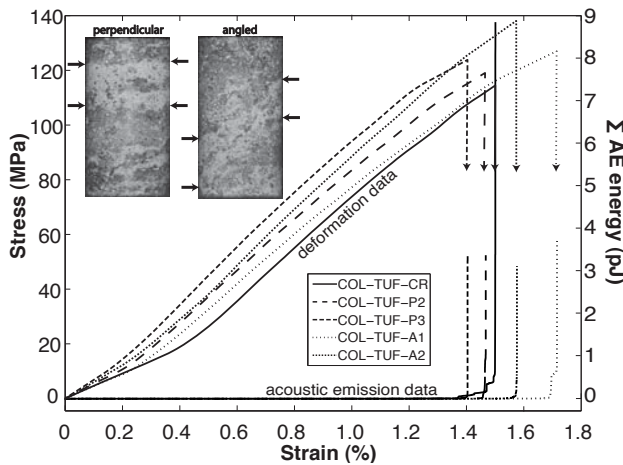 perpendicular
angled
Stress (MPa)
140
120
100
80
60
40
20
0
9
8
7
6
5
4
3
2
1
0
Σ AE energy (pJ)
deformation data
COL-TUF-CR
COL-TUF-P2
COL-TUF-P3
COL-TUF-A1
COL-TUF-A2
acoustic emission data
0 0.2 0.4 0.6 0.8 1.0 1.2 1.4 1.6 1.8
Strain (%)